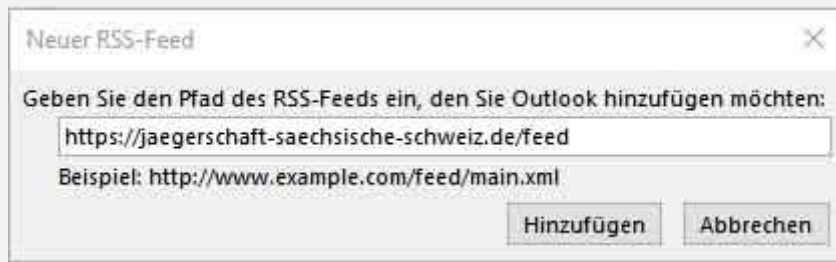 Neuer RSS-Feed
Geben Sie den Pfad des RSS-Feeds ein, den Sie Outlook hinzufügen möchten:
https://jaegerschaft-saechsische-schweiz.de/feed
Beispiel: http://www.example.com/feed/main.xml
Hinzufügen Abbrechen